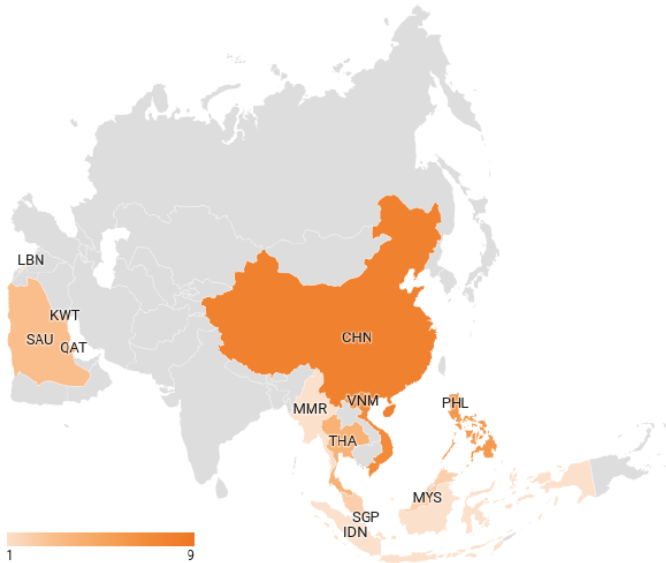 LBN
KWT
SAU
QAT
CHN
MMR
VNM
PHL
THA
MYS
SGP
IDN
1 9